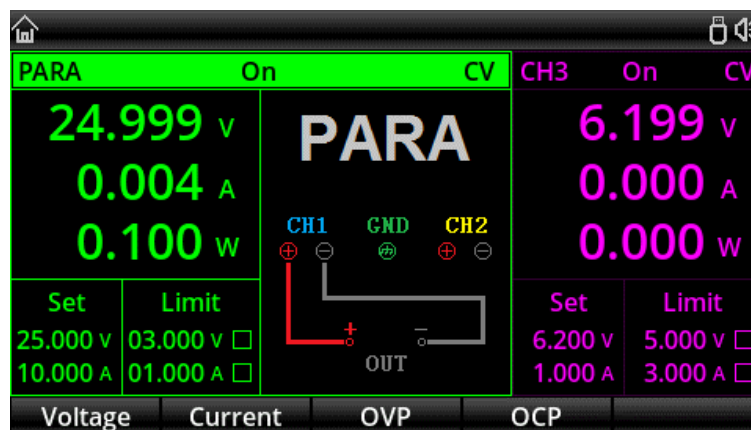 PARA On CV
24.999 V
0.004 A
0.100 W
Set Limit
25.000 V 03.000 V
10.000 A 01.000 A
PARA
CH1 GND CH2
+ −
OUT
CH3 On CV
6.199 V
0.000 A
0.000 W
Set Limit
6.200 V 5.000 V
1.000 A 3.000 A
Voltage Current OVP OCP